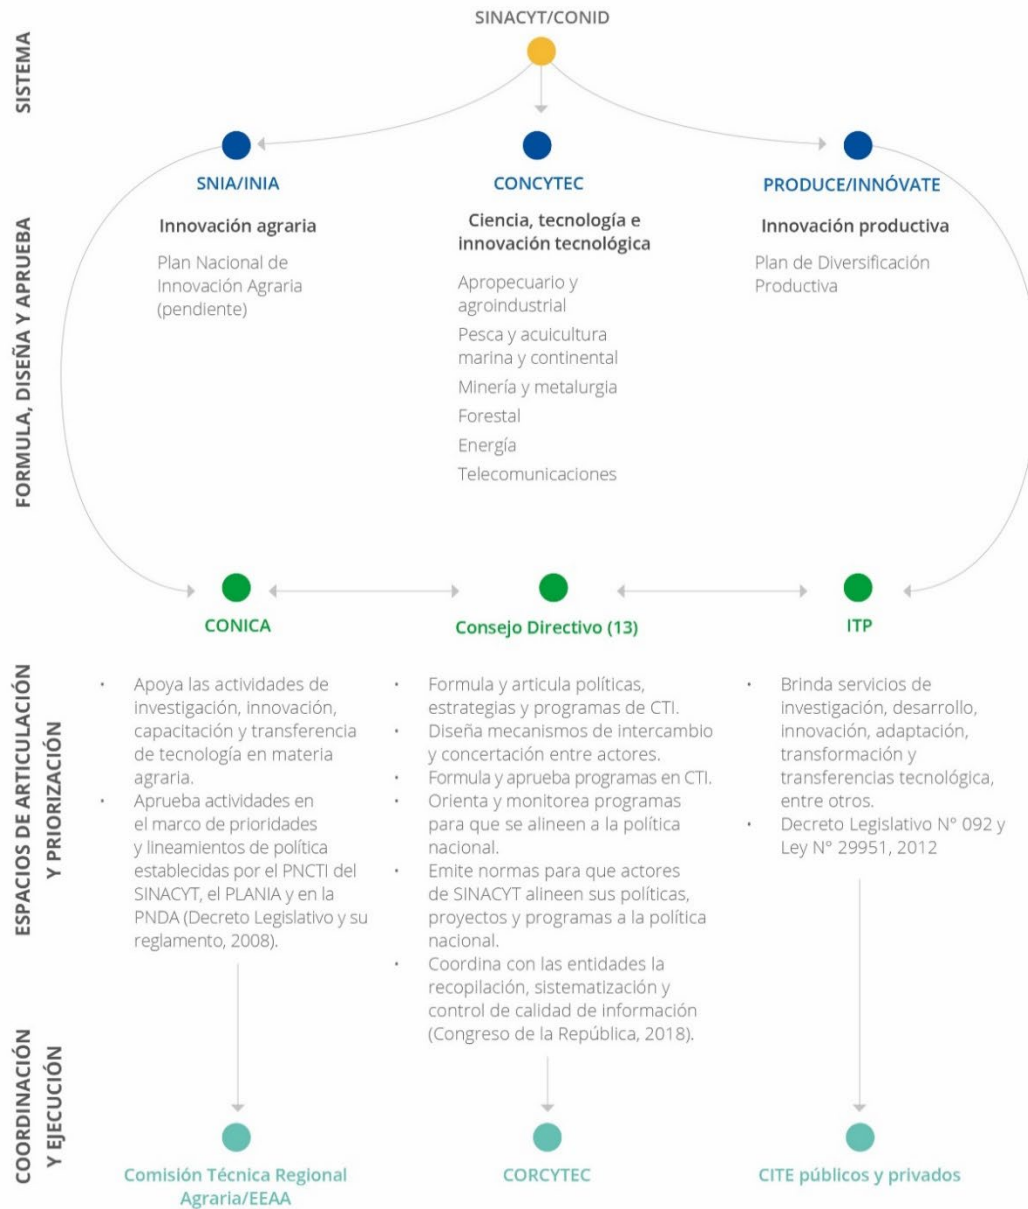 SINACYT/CONID
SISTEMA
SNIA/INIA
Innovación agraria
Plan Nacional de
Innovación Agraria
(pendiente)
CONCYTEC
Ciencia, tecnología e
innovación tecnológica
Apropecuario y
agroindustrial
Pesca y acuicultura
marina y continental
Minería y metalurgia
Forestal
Energía
Telecomunicaciones
PRODUCE/INNÓVATE
Innovación productiva
Plan de Diversificación
Productiva
FORMULA, DISEÑA Y APRUEBA
CONICA
• Apoya las actividades de
investigación, innovación,
capacitación y transferencia
de tecnología en materia
agraria.
• Aprueba actividades en
el marco de prioridades
y lineamientos de política
establecidas por el PNCTI del
SINACYT, el PLANIA y en la
PNDA (Decreto Legislativo y su
reglamento, 2008).
Consejo Directivo (13)
• Formula y articula políticas,
estrategias y programas de CTI.
• Diseña mecanismos de intercambio
y concertación entre actores.
• Formula y aprueba programas en CTI.
• Orienta y monitorea programas
para que se alineen a la política
nacional.
• Emite normas para que actores
de SINACYT alineen sus políticas,
proyectos y programas a la política
nacional.
• Coordina con las entidades la
recopilación, sistematización y
control de calidad de información
(Congreso de la República, 2018).
ITP
• Brinda servicios de
investigación, desarrollo,
innovación, adaptación,
transformación y
transferencias tecnológica,
entre otros.
• Decreto Legislativo N° 092 y
Ley N° 29951, 2012
ESPACIOS DE ARTICULACIÓN
Y PRIORIZACIÓN
COORDINACIÓN
Y EJECUCIÓN
Comisión Técnica Regional
Agraria/EEAA
CORCYTEC
CITE públicos y privados